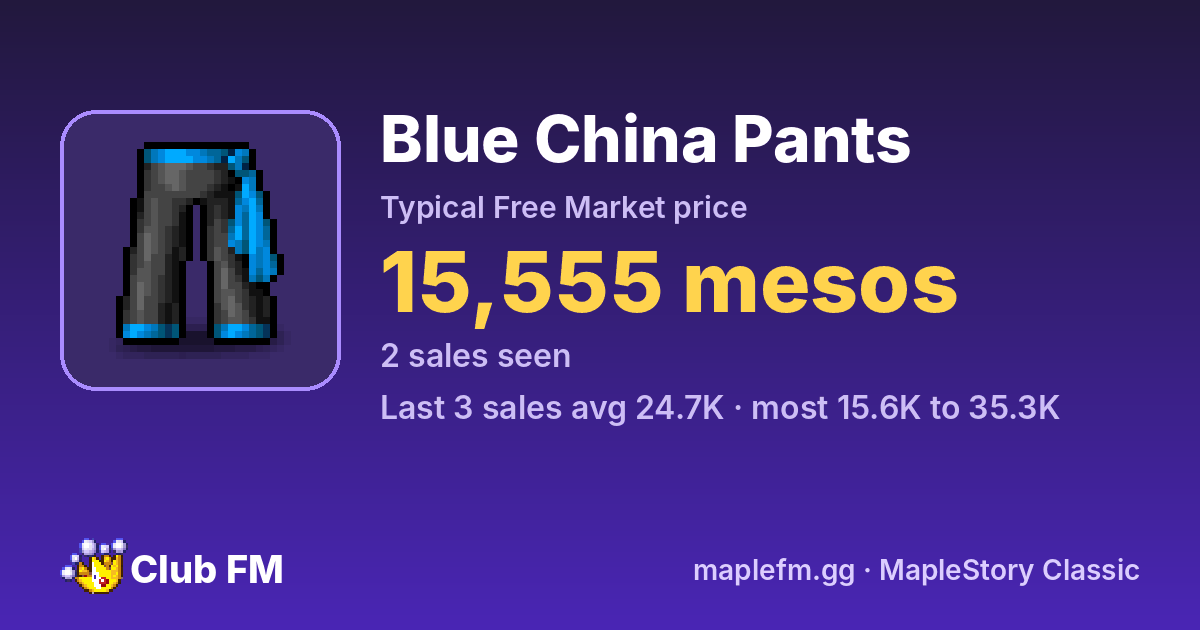 Blue China Pants
Typical Free Market price
15,555 mesos
2 sales seen
Last 3 sales avg 24.7K · most 15.6K to 35.3K
Club FM
maplefm.gg · MapleStory Classic